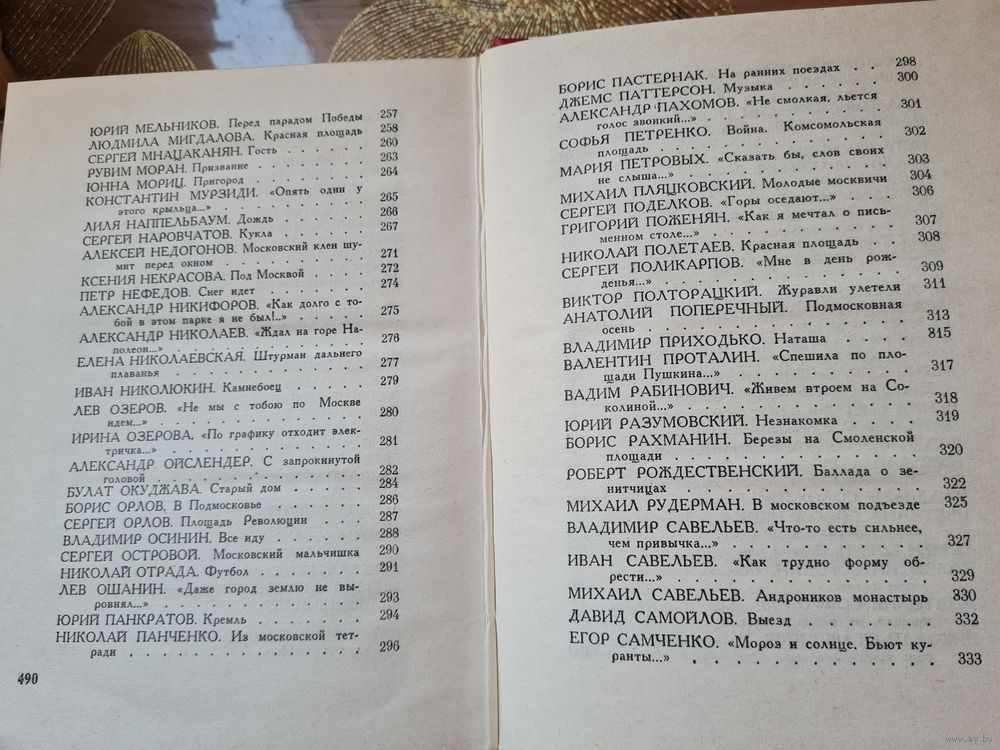 ЮРИЙ МЕЛЬНИКОВ. Перед парадом Победы 257
ЛЮДМИЛА МИГДАЛОВА. Красная площадь 258
СЕРГЕЙ МНАЦАКАНЯН. Гость . . . . . . 260
РУВИМ МОРАН. Призвание . . . . . . 263
ЮННА МОРИЦ. Пригород . . . . . . 264
КОНСТАНТИН МУРЗИДИ. «Опять один у
этого крыльца...» . . . . . . 265
ЛИЛЯ НАППЕЛЬБАУМ. Дождь . . . . . 266
СЕРГЕЙ НАРОВЧАТОВ. Кукла . . . . . 267
АЛЕКСЕЙ НЕДОГОНОВ. Московский клен шу-
мит перед окном . . . . . . 271
КСЕНИЯ НЕКРАСОВА. Под Москвой . . . . 272
ПЕТР НЕФЕДОВ. Снег идет . . . . . . 274
АЛЕКСАНДР НИКИФОРОВ. «Как долго с то-
бой в этом парке я не был!..» . . . . . 275
АЛЕКСАНДР НИКОЛАЕВ. «Ждал на горе На-
полеон...» . . . . . . 276
ЕЛЕНА НИКОЛАЕВСКАЯ. Штурман дальнего
плаванья . . . . . . 277
ИВАН НИКОЛЮКИН. Камнебоец . . . . . 279
ЛЕВ ОЗЕРОВ. «Не мы с тобою по Москве
идем...» . . . . . . 280
ИРИНА ОЗЕРОВА. «По графику отходит элек-
тричка...» . . . . . . 281
АЛЕКСАНДР ОЙСЛЕНДЕР. С запрокинутой
головой . . . . . . 282
БУЛАТ ОКУДЖАВА. Старый дом . . . . . 284
БОРИС ОРЛОВ. В Подмосковье . . . . . 286
СЕРГЕЙ ОРЛОВ. Площадь Революции . . . 287
ВЛАДИМИР ОСИНИН. Все иду . . . . . 288
СЕРГЕЙ ОСТРОВОЙ. Московский мальчишка 290
НИКОЛАЙ ОТРАДА. Футбол . . . . . . 291
ЛЕВ ОШАНИН. «Даже город землю не вы-
ровнял...» . . . . . . 293
ЮРИЙ ПАНКРАТОВ. Кремль . . . . . . 294
НИКОЛАЙ ПАНЧЕНКО. Из московской тет-
ради . . . . . . 296
490
БОРИС ПАСТЕРНАК. На ранних поездах . . 298
ДЖЕМС ПАТТЕРСОН. Музыка . . . . . . 300
АЛЕКСАНДР ПАХОМОВ. «Не смолкая, льется
голос звонкий...» . . . . . . 301
СОФЬЯ ПЕТРЕНКО. Война. Комсомольская
площадь . . . . . . 302
МАРИЯ ПЕТРОВЫХ. «Сказать бы, слов своих
не слыша...» . . . . . . 303
МИХАИЛ ПЛЯЦКОВСКИЙ. Молодые москвичи 304
СЕРГЕЙ ПОДЕЛКОВ. «Горы оседают...» . . . 306
ГРИГОРИЙ ПОЖЕНЯН. «Как я мечтал о пись-
менном столе...» . . . . . . 307
НИКОЛАЙ ПОЛЕТАЕВ. Красная площадь . . 308
СЕРГЕЙ ПОЛИКАРПОВ. «Мне в день рож-
денья...» . . . . . . 309
ВИКТОР ПОЛТОРАЦКИЙ. Журавли улетели 311
АНАТОЛИЙ ПОПЕРЕЧНЫЙ. Подмосковная
осень . . . . . . 313
ВЛАДИМИР ПРИХОДЬКО. Наташа . . . . 315
ВАЛЕНТИН ПРОТАЛИН. «Спешила по пло-
щади Пушкина...» . . . . . . 317
ВАДИМ РАБИНОВИЧ. «Живем втроем на Со-
колиной...» . . . . . . 318
ЮРИЙ РАЗУМОВСКИЙ. Незнакомка . . . . 319
БОРИС РАХМАНИН. Березы на Смоленской
площади . . . . . . 320
РОБЕРТ РОЖДЕСТВЕНСКИЙ. Баллада о зе-
нитчицах . . . . . . 322
МИХАИЛ РУДЕРМАН. В московском подъезде 325
ВЛАДИМИР САВЕЛЬЕВ. «Что-то есть сильнее,
чем привычка...» . . . . . . 327
ИВАН САВЕЛЬЕВ. «Как трудно форму об-
рести...» . . . . . . 329
МИХАИЛ САВЕЛЬЕВ. Андроников монастырь 330
ДАВИД САМОЙЛОВ. Выезд . . . . . . 332
ЕГОР САМЧЕНКО. «Мороз и солнце. Бьют ку-
ранты...» . . . . . . 333
www.ay.by